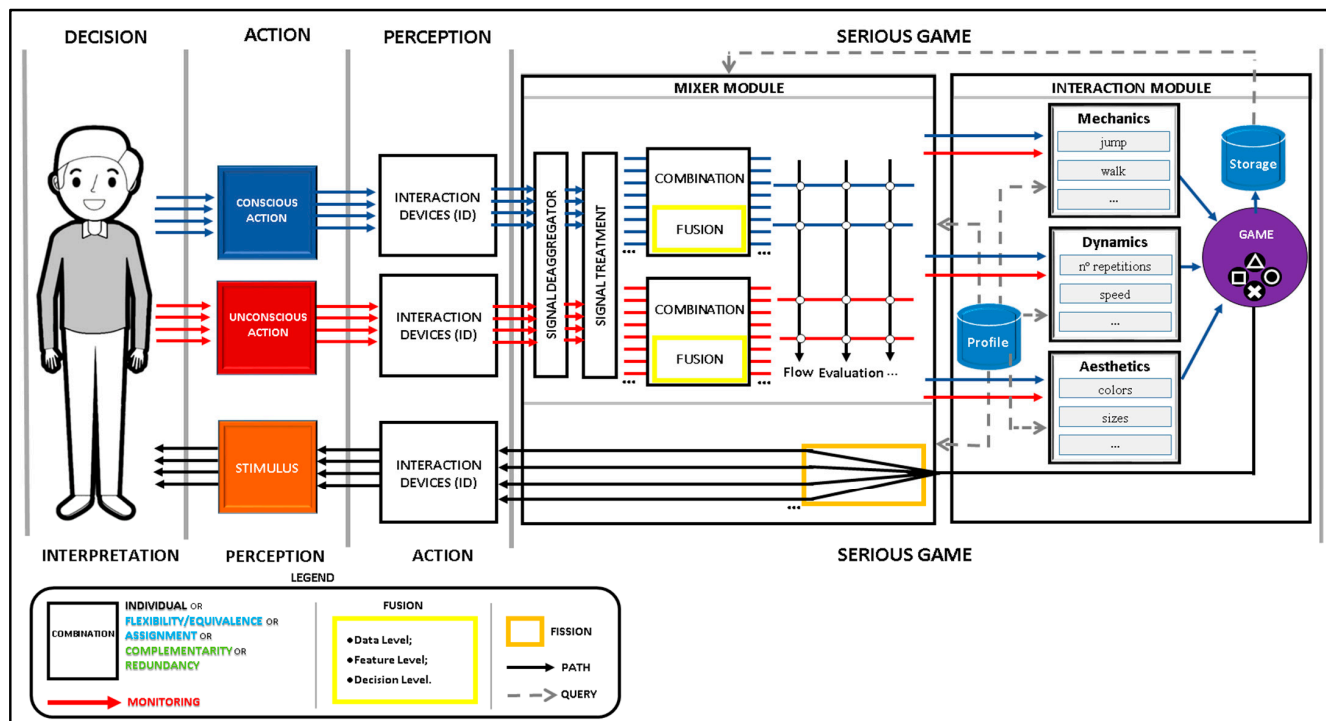 DECISION
ACTION
PERCEPTION
SERIOUS GAME
MIXER MODULE
INTERACTION MODULE
CONSCIOUS
ACTION
INTERACTION
DEVICES (ID)
SIGNAL DEAGGREGATOR
SIGNAL TREATMENT
COMBINATION
FUSION
...
...
Mechanics
jump
walk
...
Storage
GAME
UNCONSCIOUS
ACTION
INTERACTION
DEVICES (ID)
COMBINATION
FUSION
...
...
Flow Evaluation ...
Dynamics
nº repetitions
speed
...
Profile
Aesthetics
colors
sizes
...
STIMULUS
INTERACTION
DEVICES (ID)
...
INTERPRETATION
PERCEPTION
ACTION
SERIOUS GAME
LEGEND
COMBINATION
INDIVIDUAL OR
FLEXIBILITY/EQUIVALENCE OR
ASSIGNMENT OR
COMPLEMENTARITY OR
REDUNDANCY
MONITORING
FUSION
•Data Level;
•Feature Level;
•Decision Level.
FISSION
PATH
QUERY